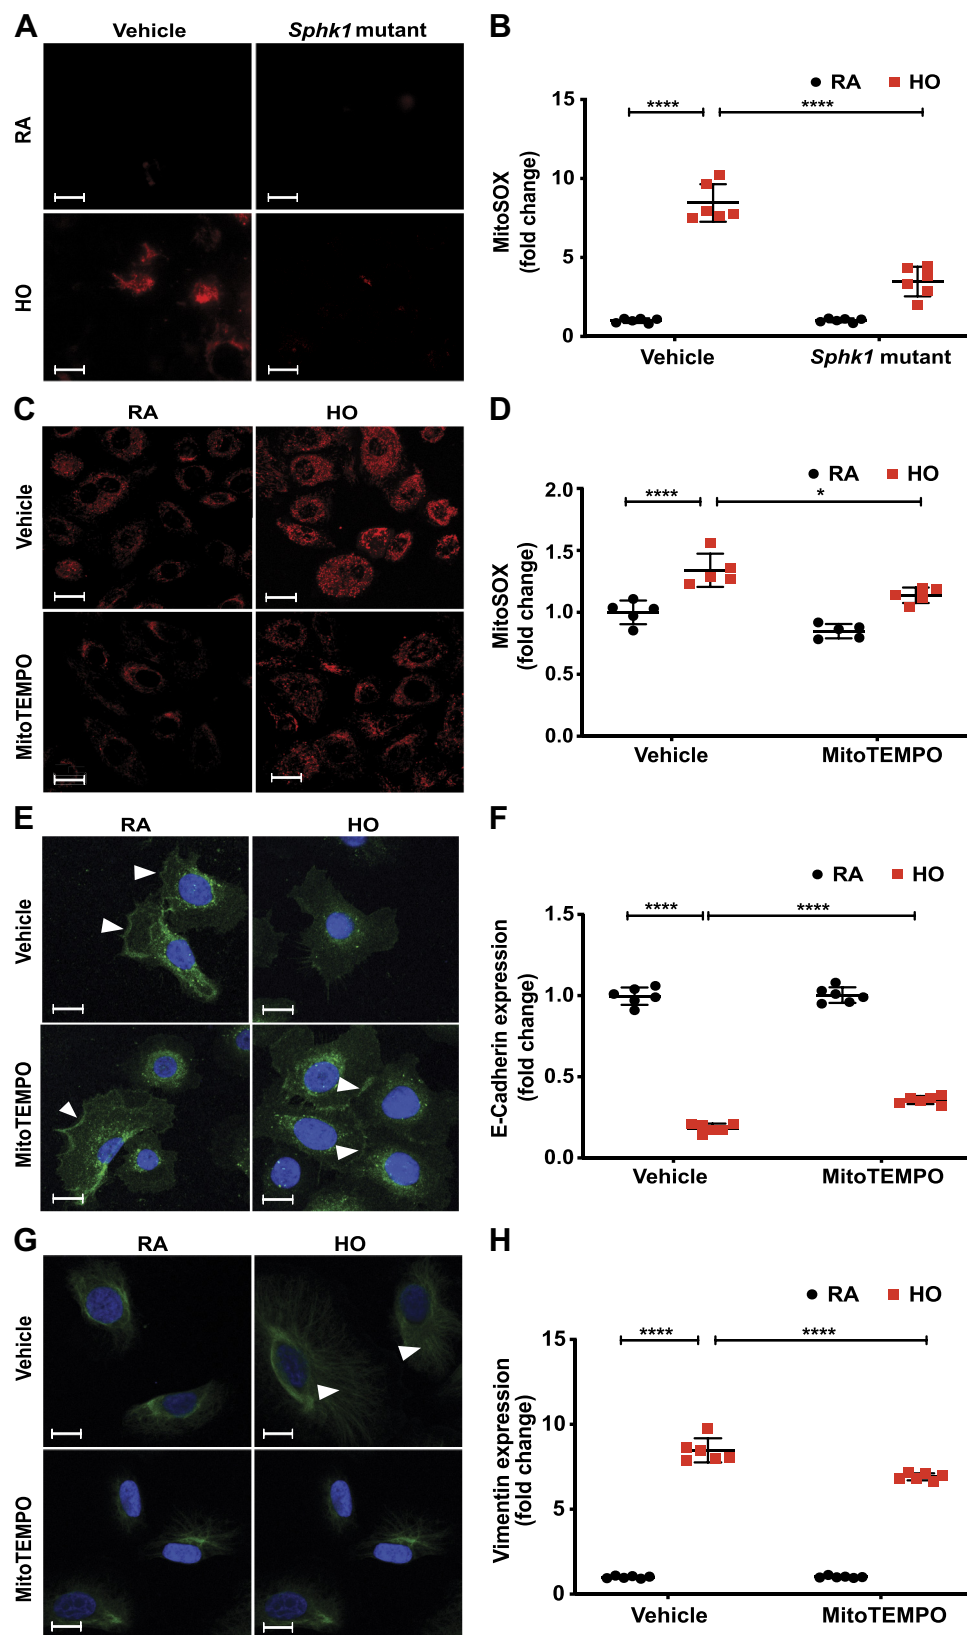 A
Vehicle
Sphk1 mutant
RA
HO
B
RA
HO
****
****
15
10
5
0
MitoSOX
(fold change)
Vehicle
Sphk1 mutant
C
RA
HO
Vehicle
MitoTEMPO
D
RA
HO
****
*
2.0
1.5
1.0
0.5
0.0
MitoSOX
(fold change)
Vehicle
MitoTEMPO
E
RA
HO
Vehicle
MitoTEMPO
F
RA
HO
****
****
1.5
1.0
0.5
0.0
E-Cadherin expression
(fold change)
Vehicle
MitoTEMPO
G
RA
HO
Vehicle
MitoTEMPO
H
RA
HO
****
****
15
10
5
0
Vimentin expression
(fold change)
Vehicle
MitoTEMPO